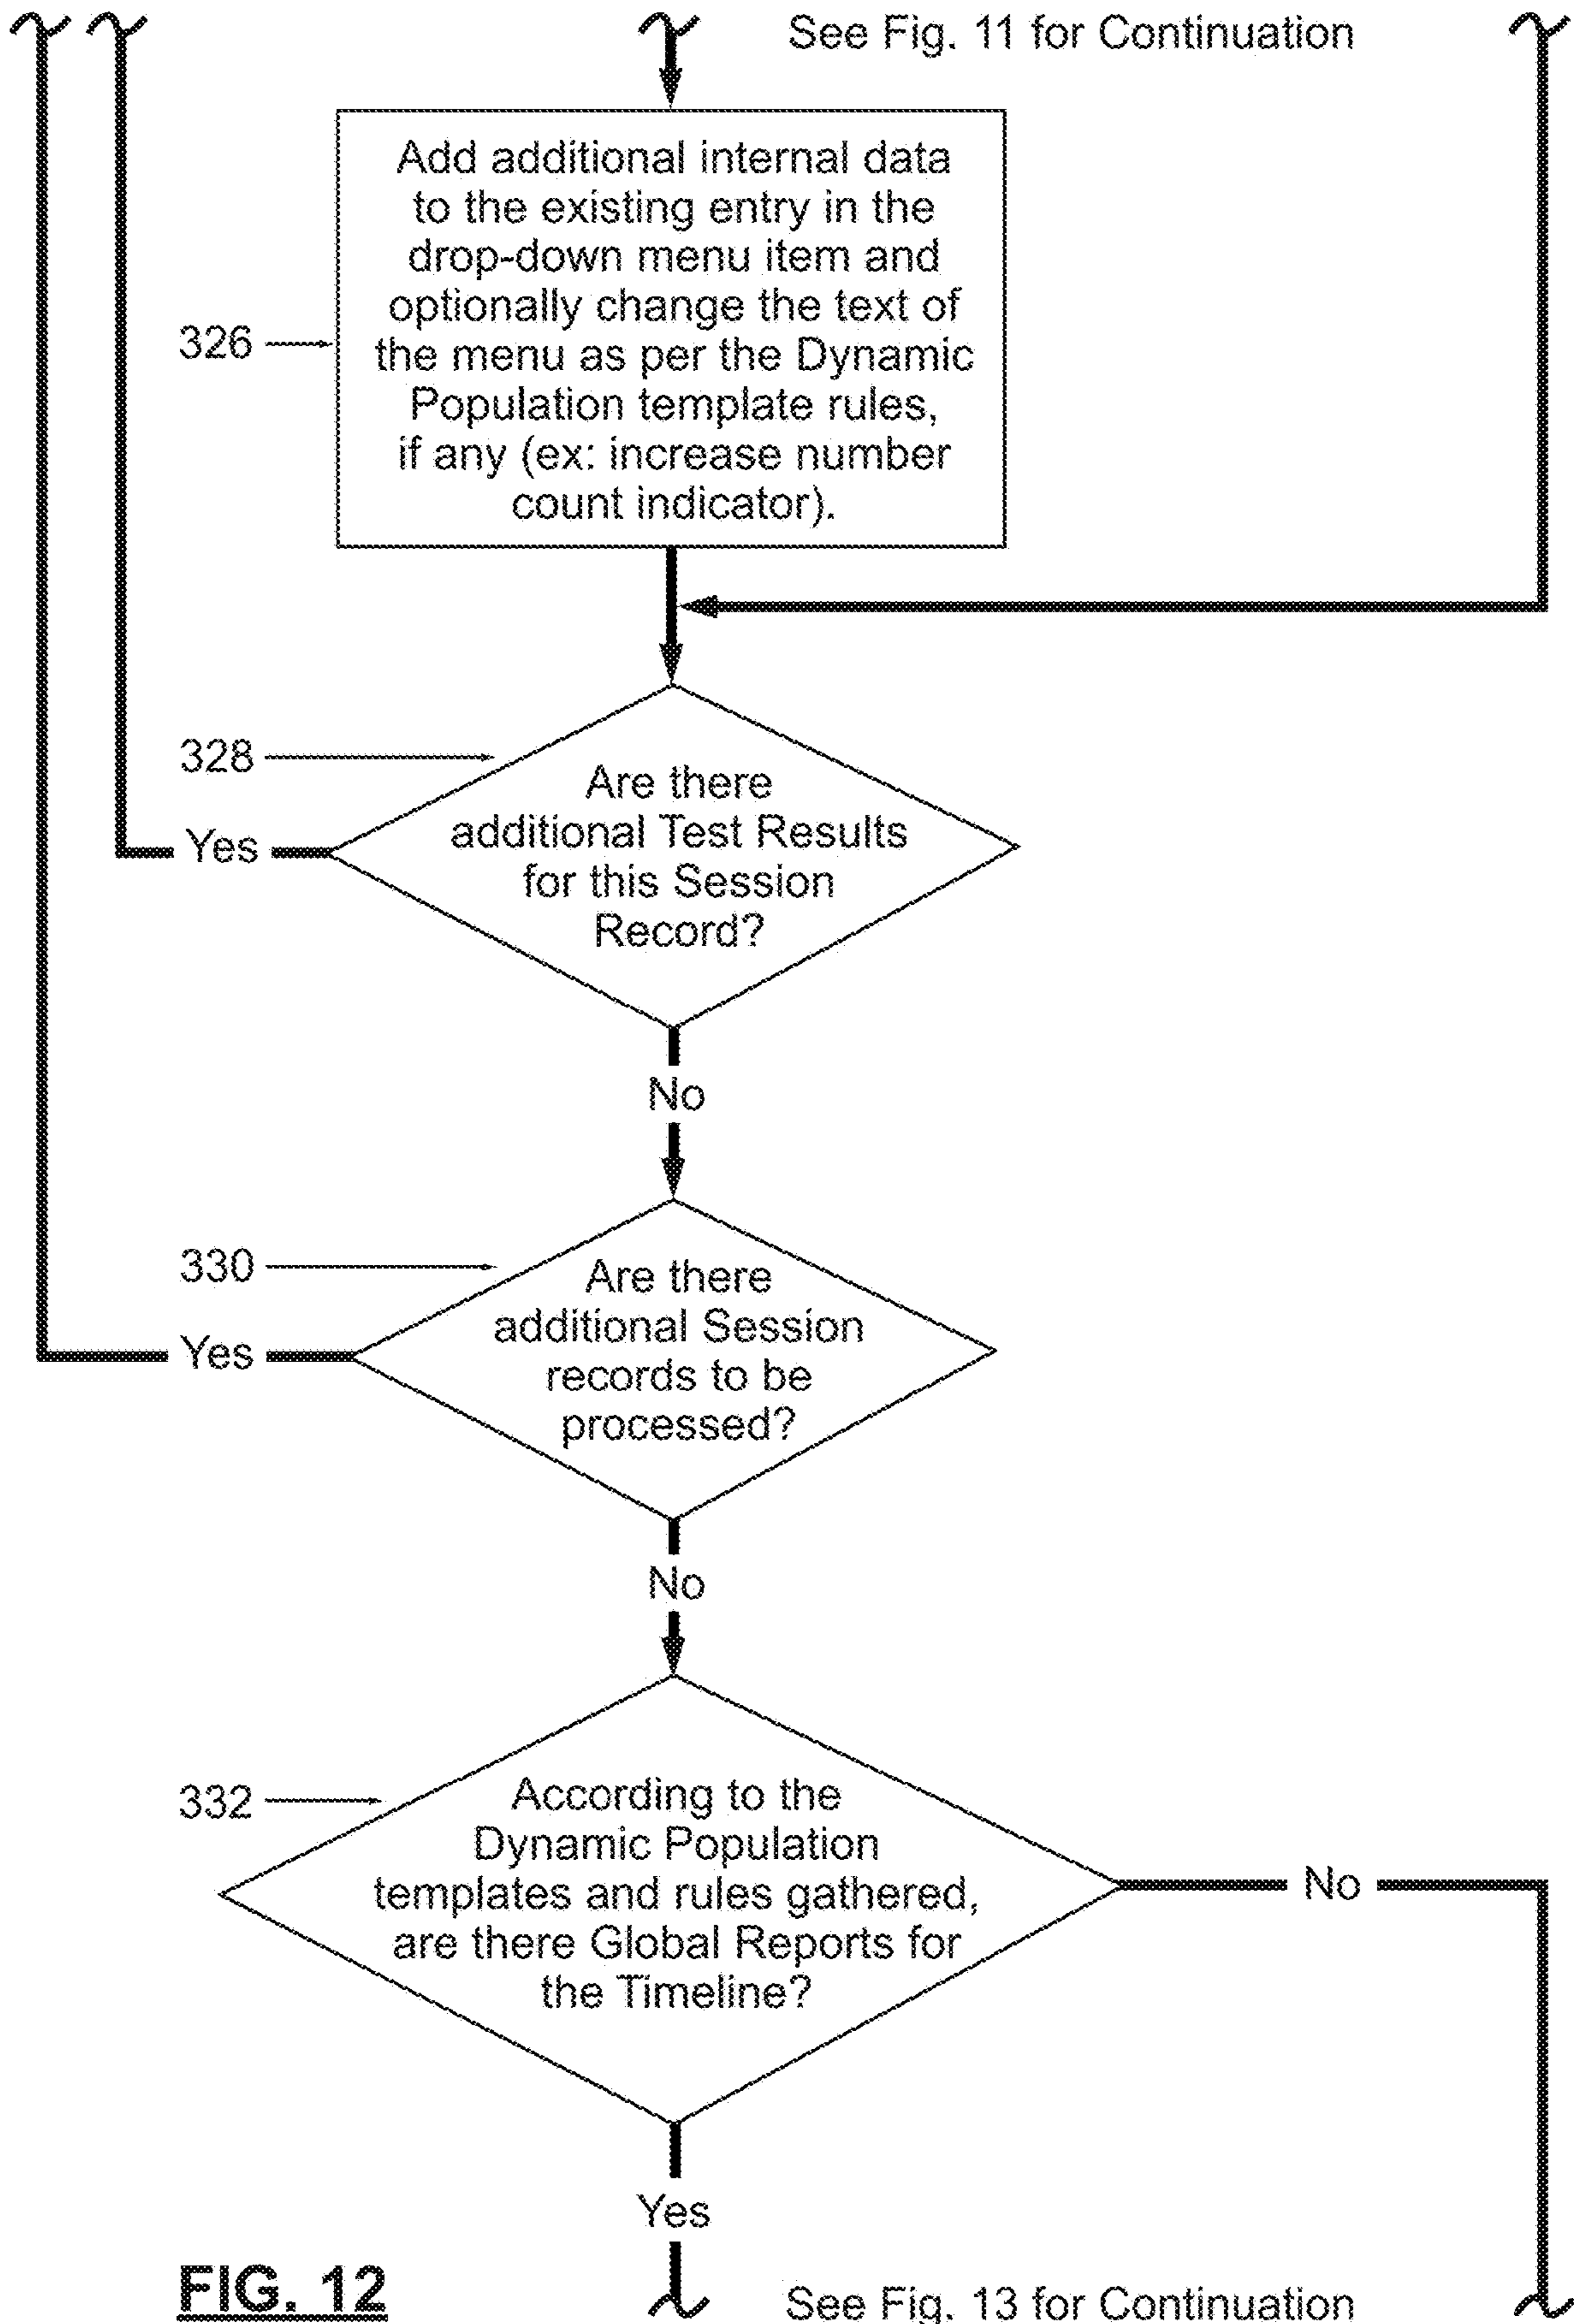 See Fig. 11 for Continuation
Add additional internal data
to the existing entry in the
drop-down menu item and
optionally change the text of
the menu as per the Dynamic
Population template rules,
if any (ex: increase number
count indicator).
326
328
Are there
additional Test Results
for this Session
Record?
Yes
No
330
Are there
additional Session
records to be
processed?
Yes
No
332
According to the
Dynamic Population
templates and rules gathered,
are there Global Reports for
the Timeline?
No
Yes
FIG. 12
See Fig. 13 for Continuation